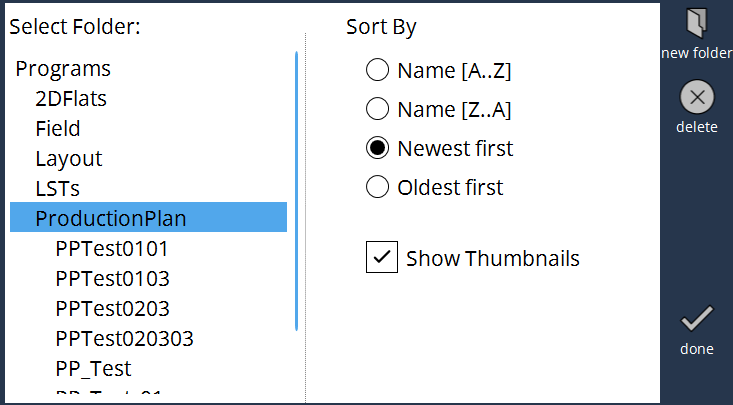 Select Folder:
Programs
2DFlats
Field
Layout
LSTs
ProductionPlan
PPTest0101
PPTest0103
PPTest0203
PPTest020303
PP_Test
Sort By
Name [A..Z]
Name [Z..A]
Newest first
Oldest first
Show Thumbnails
new folder
delete
done